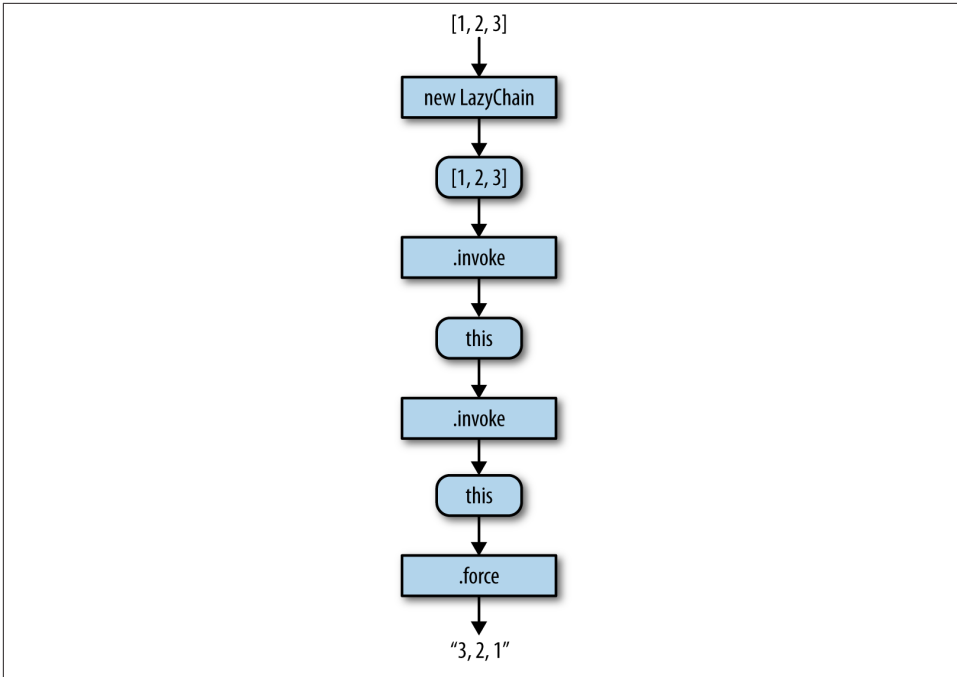 [1, 2, 3]
new LazyChain
[1, 2, 3]
.invoke
this
.invoke
this
.force
“3, 2, 1”